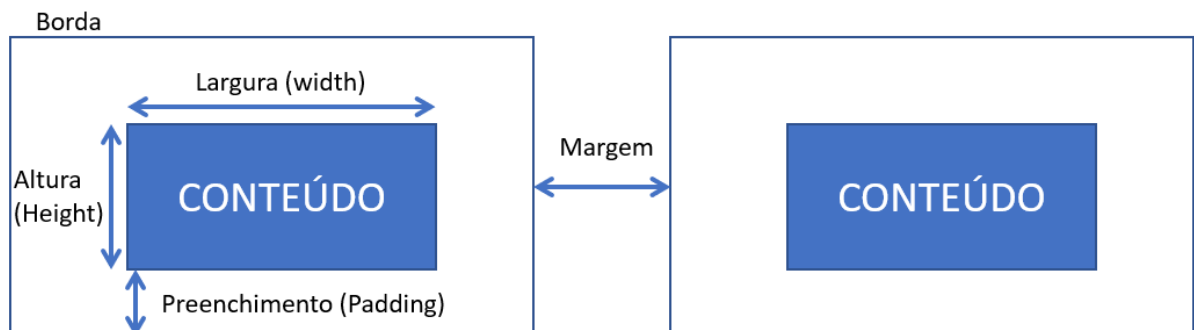 Borda
Largura (width)
Altura
(Height)
CONTEÚDO
Preenchimento (Padding)
Margem
CONTEÚDO